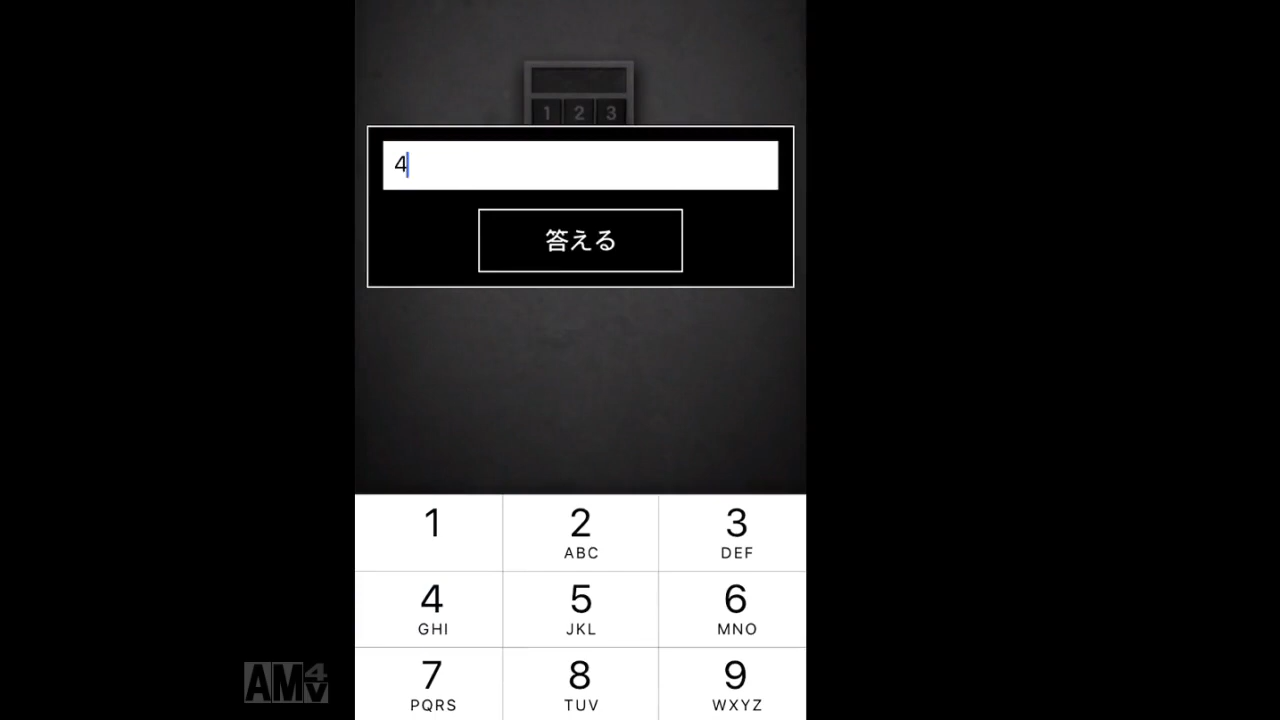 1 2 3
4
答える
1 2 3
ABC DEF
4 5 6
GHI JKL MNO
7 8 9
PQRS TUV WXYZ
AM4V